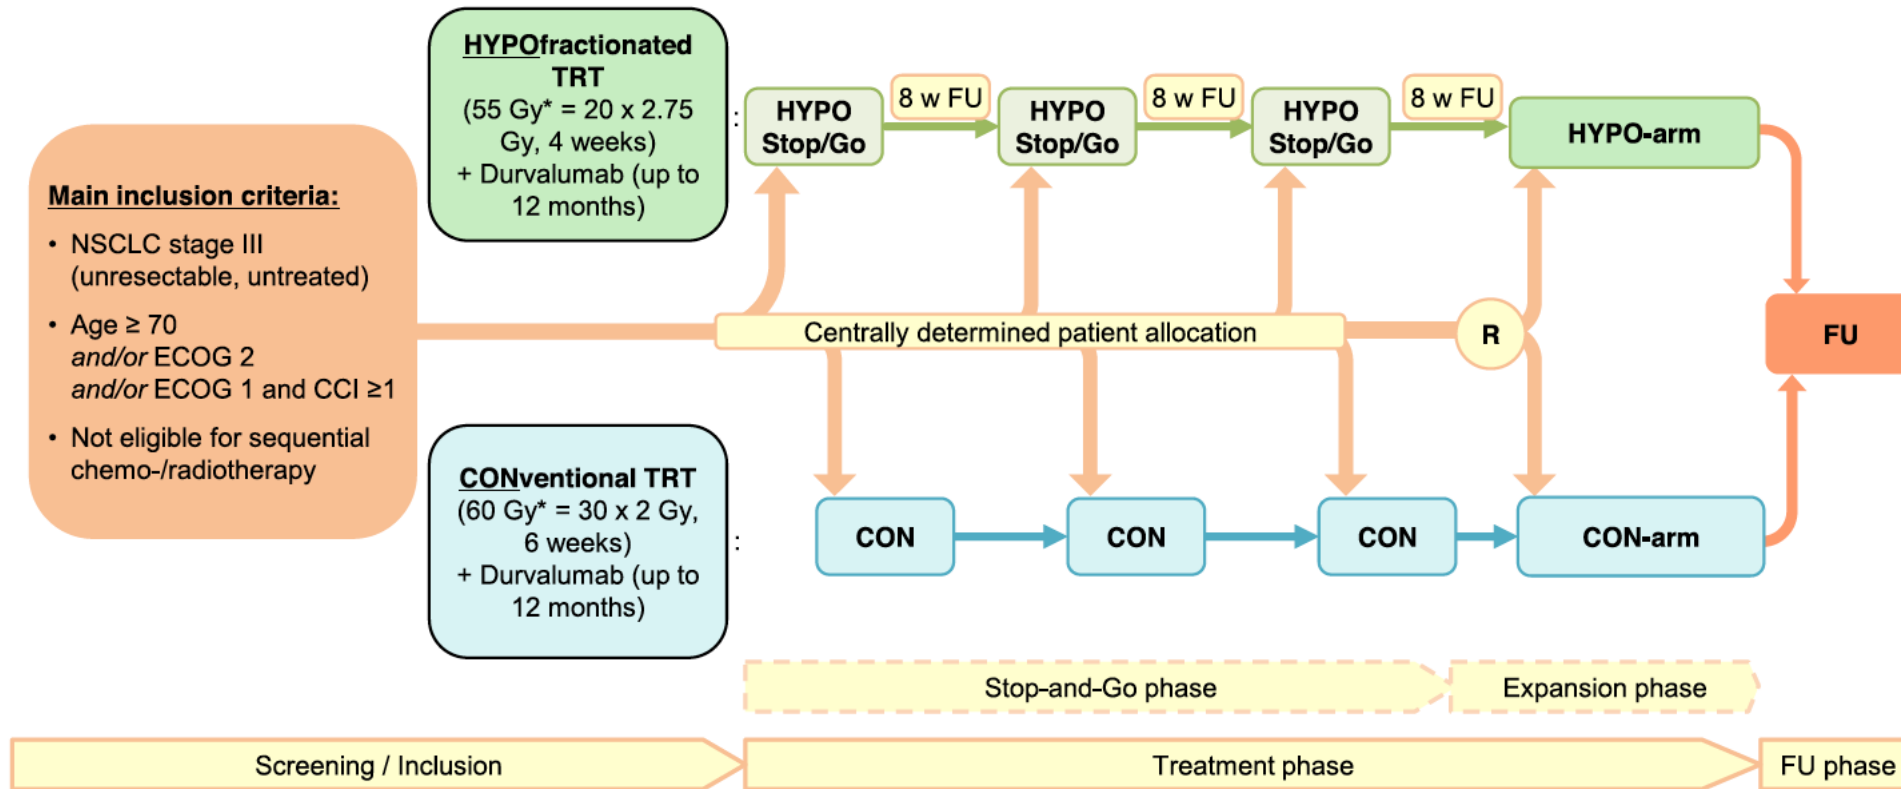 Main inclusion criteria:
• NSCLC stage III
(unresectable, untreated)
• Age ≥ 70
and/or ECOG 2
and/or ECOG 1 and CCI ≥1
• Not eligible for sequential
chemo-/radiotherapy
HYPOfractionated
TRT
(55 Gy* = 20 x 2.75
Gy, 4 weeks)
+ Durvalumab (up to
12 months)
:
HYPO
Stop/Go
8 w FU
HYPO
Stop/Go
8 w FU
HYPO
Stop/Go
8 w FU
HYPO-arm
Centrally determined patient allocation
R
FU
CONventional TRT
(60 Gy* = 30 x 2 Gy,
6 weeks)
+ Durvalumab (up to
12 months)
:
CON
CON
CON
CON-arm
Stop-and-Go phase
Expansion phase
Screening / Inclusion
Treatment phase
FU phase